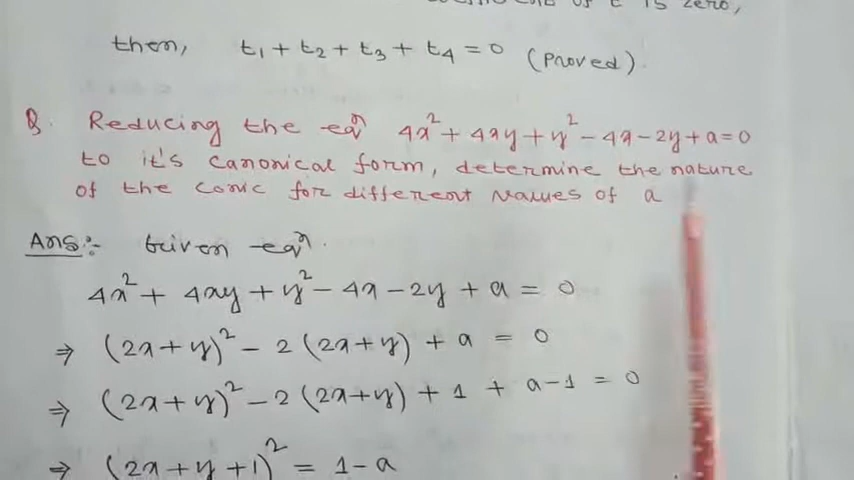 is zero,
then, t₁ + t₂ + t₃ + t₄ = 0 (Proved).
Q. Reducing the eqⁿ 4x² + 4xy + y² - 4x - 2y + a = 0
to it's canonical form, determine the nature
of the conic for different values of a
Ans:- Given eqⁿ.
4x² + 4xy + y² - 4x - 2y + a = 0
⇒ (2x + y)² - 2 (2x + y) + a = 0
⇒ (2x + y)² - 2 (2x + y) + 1 + a - 1 = 0
⇒ (2x + y + 1)² = 1 - a